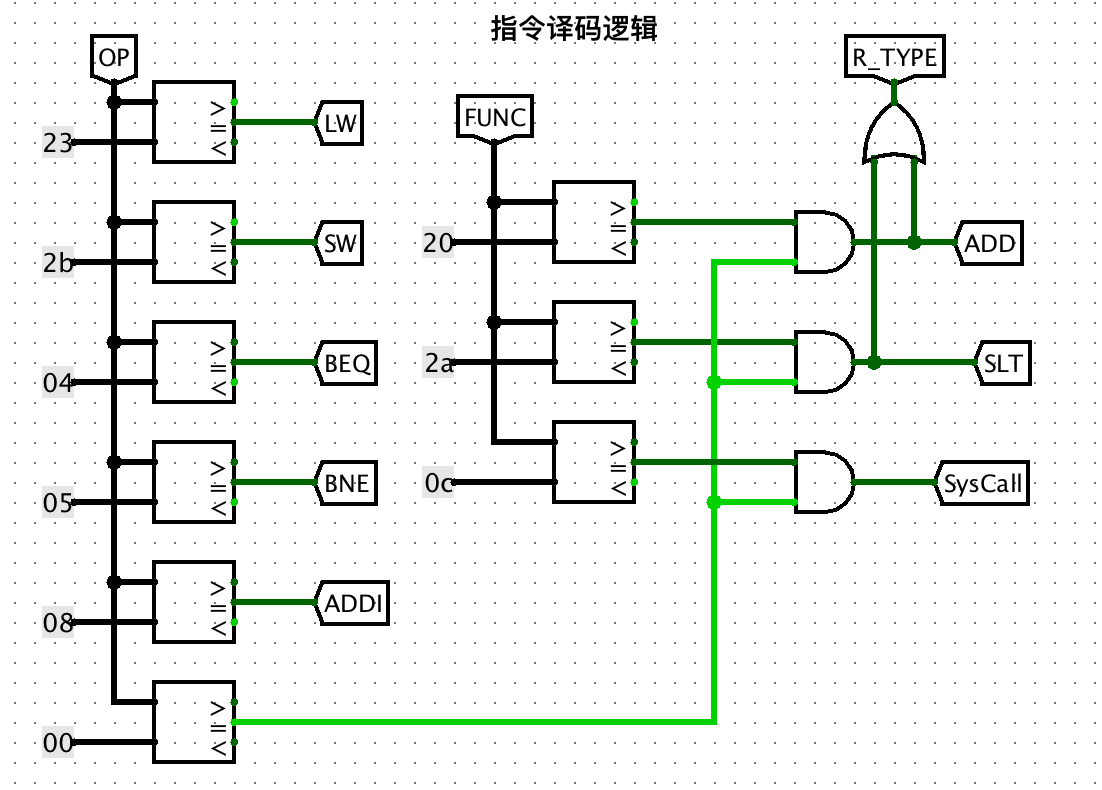 指令译码逻辑
OP
R_TYPE
> = <
23
LW
FUNC
> = <
2b
SW
> = <
20
ADD
> = <
04
BEQ
> = <
2a
SLT
> = <
05
BNE
> = <
0c
SysCall
> = <
08
ADDI
> = <
00